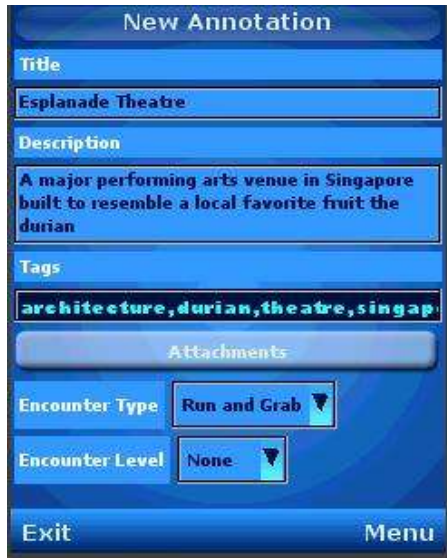 New Annotation
Title
Esplanade Theatre
Description
A major performing arts venue in Singapore
built to resemble a local favorite fruit the
durian
Tags
architecture,durian,theatre,singap
Attachments
Encounter Type Run and Grab
Encounter Level None
Exit Menu